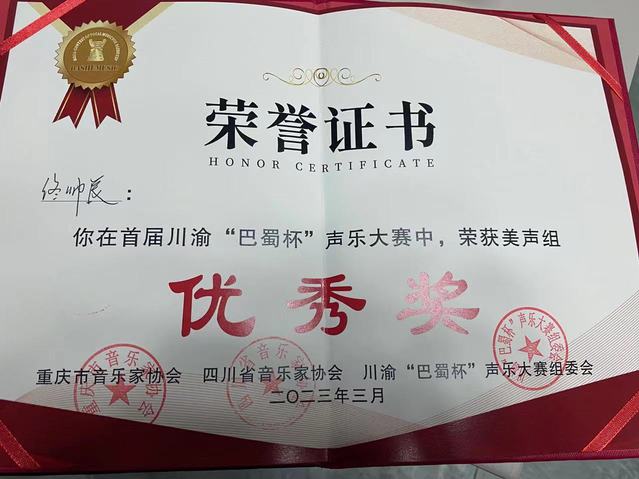 荣誉证书
HONOR CERTIFICATE
佟帅辰：
你在首届川渝“巴蜀杯”声乐大赛中，荣获美声组
优秀奖
重庆市音乐家协会 四川省音乐家协会 川渝“巴蜀杯”声乐大赛组委会
二〇二三年三月